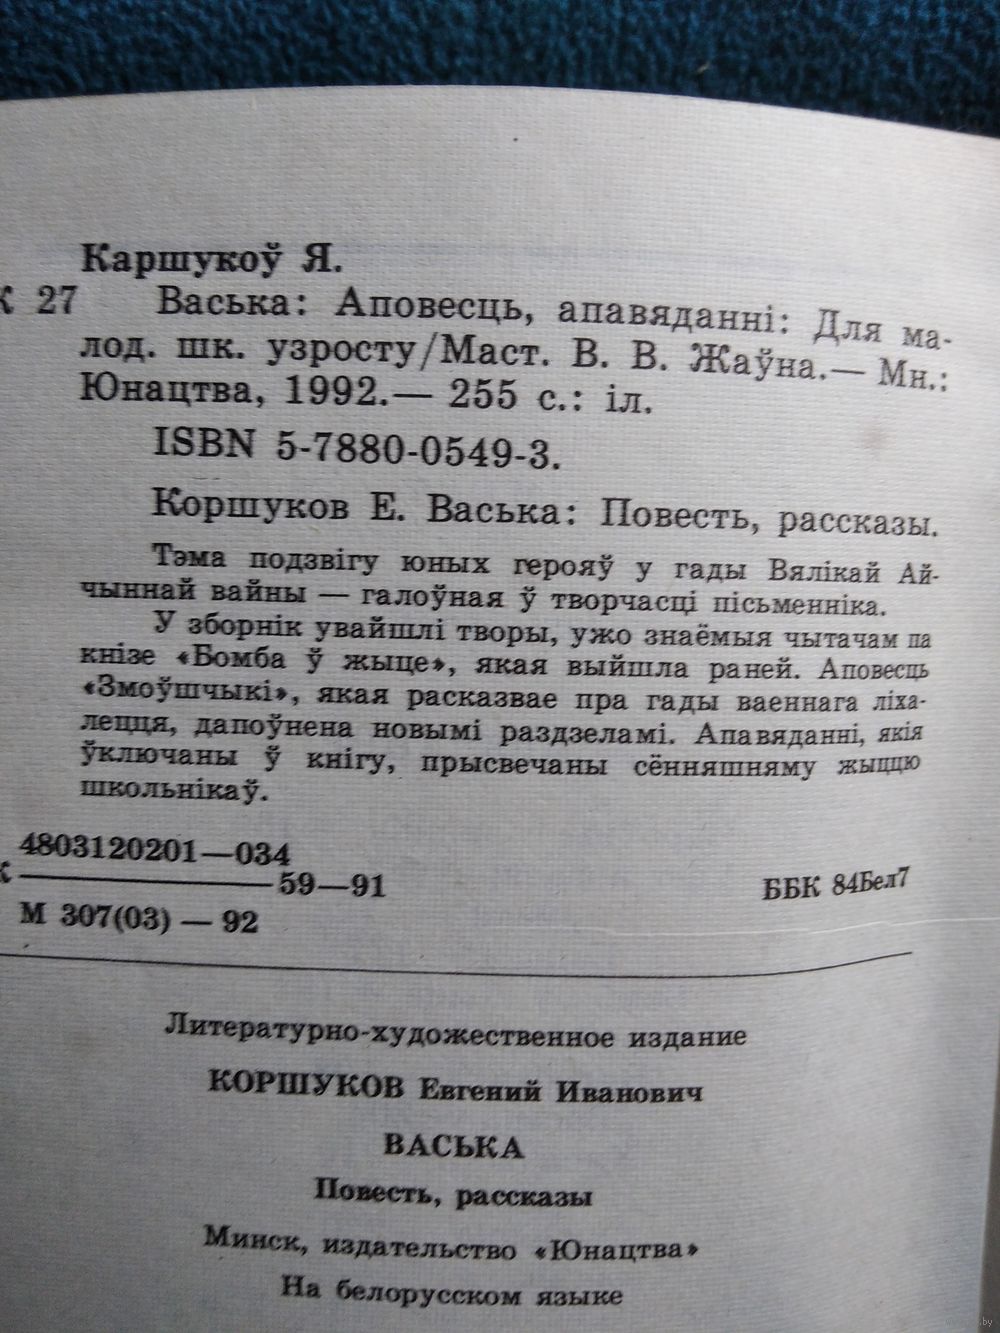 Каршукоў Я.
К 27 Васька: Аповесць, апавяданні: Для ма-
лод. шк. узросту/Маст. В. В. Жаўна.— Мн.:
Юнацтва, 1992.— 255 с.: іл.
ISBN 5-7880-0549-3.
Коршуков Е. Васька: Повесть, рассказы.
Тэма подзвігу юных герояў у гады Вялікай Ай-
чыннай вайны — галоўная ў творчасці пісьменніка.
У зборнік увайшлі творы, ужо знаёмыя чытачам па
кнізе «Бомба ў жыце», якая выйшла раней. Аповесць
«Змоўшчыкі», якая расказвае пра гады ваеннага ліха-
лецця, дапоўнена новымі раздзеламі. Апавяданні, якія
ўключаны ў кнігу, прысвечаны сённяшняму жыццю
школьнікаў.
4803120201—034
К 59—91
М 307(03) — 92
ББК 84Бел7
Литературно-художественное издание
КОРШУКОВ Евгений Иванович
ВАСЬКА
Повесть, рассказы
Минск, издательство «Юнацтва»
На белорусском языке